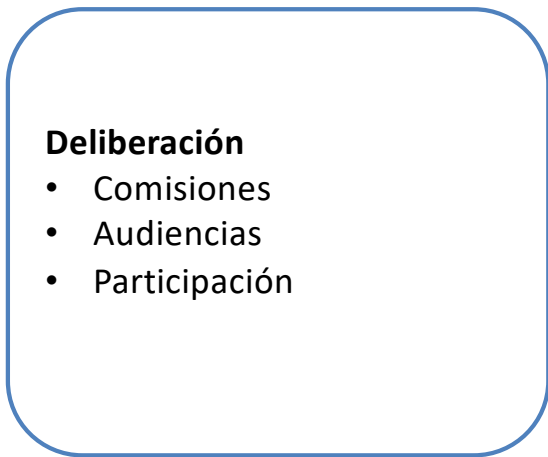 Deliberación
• Comisiones
• Audiencias
• Participación